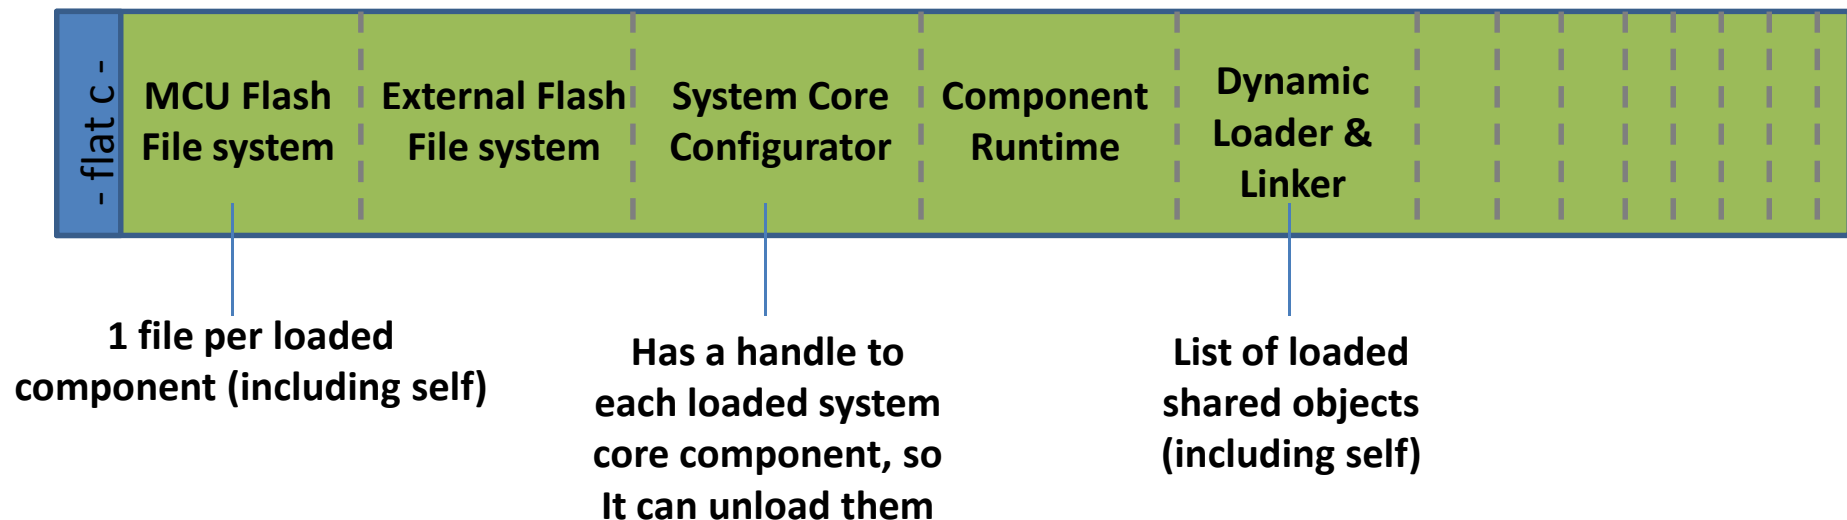 - flat c -
MCU Flash
File system
External Flash
File system
System Core
Configurator
Component
Runtime
Dynamic
Loader &
Linker
1 file per loaded
component (including self)
Has a handle to
each loaded system
core component, so
It can unload them
List of loaded
shared objects
(including self)